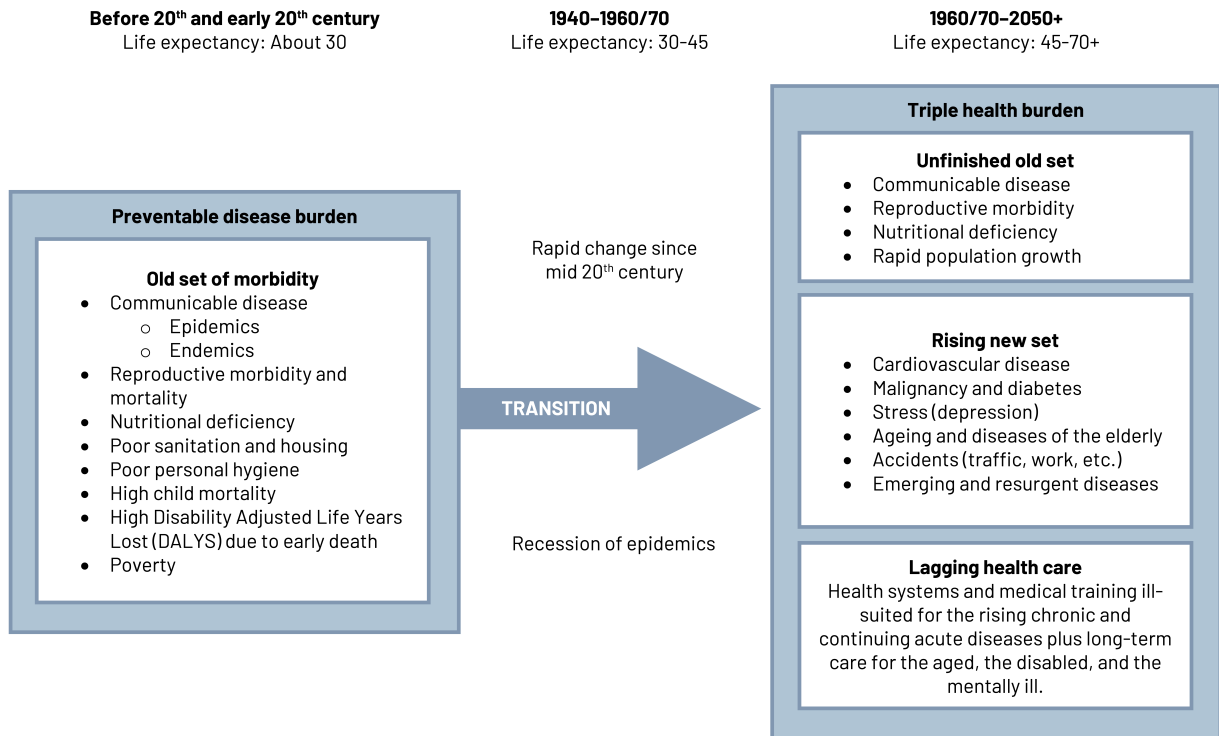 Before 20th and early 20th century
Life expectancy: About 30
1940–1960/70
Life expectancy: 30-45
1960/70–2050+
Life expectancy: 45-70+
Preventable disease burden
Old set of morbidity
• Communicable disease
o Epidemics
o Endemics
• Reproductive morbidity and
mortality
• Nutritional deficiency
• Poor sanitation and housing
• Poor personal hygiene
• High child mortality
• High Disability Adjusted Life Years
Lost (DALYS) due to early death
• Poverty
Rapid change since
mid 20th century
TRANSITION
Recession of epidemics
Triple health burden
Unfinished old set
• Communicable disease
• Reproductive morbidity
• Nutritional deficiency
• Rapid population growth
Rising new set
• Cardiovascular disease
• Malignancy and diabetes
• Stress (depression)
• Ageing and diseases of the elderly
• Accidents (traffic, work, etc.)
• Emerging and resurgent diseases
Lagging health care
Health systems and medical training ill-
suited for the rising chronic and
continuing acute diseases plus long-term
care for the aged, the disabled, and the
mentally ill.